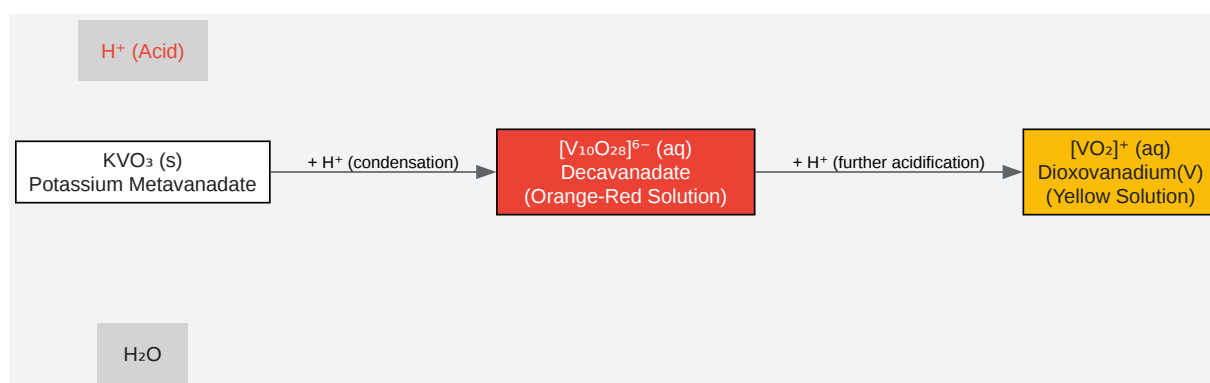 H⁺ (Acid)
KVO₃ (s)
Potassium Metavanadate
+ H⁺ (condensation)
[V₁₀O₂₈]⁶⁻ (aq)
Decavanadate
(Orange-Red Solution)
+ H⁺ (further acidification)
[VO₂]⁺ (aq)
Dioxovanadium(V)
(Yellow Solution)
H₂O